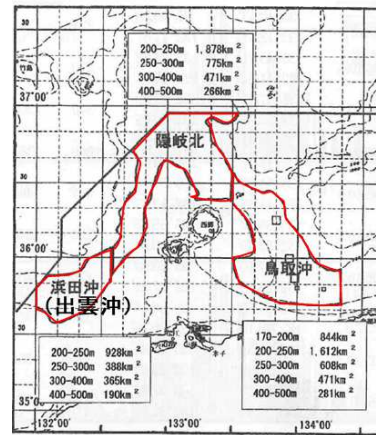 200-250m 1,878km²
250-300m 775km²
300-400m 471km²
400-500m 266km²
30
37°00'
隠岐北
30
西郷
36°00'
浜田沖
(出雲沖)
鳥取沖
30
200-250m 928km²
250-300m 388km²
300-400m 365km²
400-500m 190km²
170-200m 844km²
200-250m 1,612km²
250-300m 608km²
300-400m 471km²
400-500m 281km²
35°00'
132°00'
133°00'
134°00'